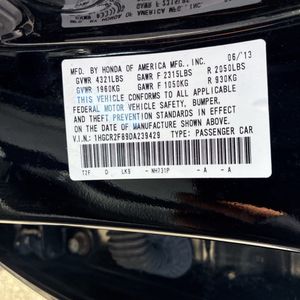 MFD. BY HONDA OF AMERICA MFG., INC. 06/13
GVWR 4321LBS GAWR F 2315LBS R 2050LBS
GVWR 1960KG GAWR F 1050KG R 930KG
THIS VEHICLE CONFORMS TO ALL APPLICABLE
FEDERAL MOTOR VEHICLE SAFETY, BUMPER,
AND THEFT PREVENTION STANDARDS IN EFFECT
ON THE DATE OF MANUFACTURE SHOWN ABOVE.
V.I.N.: 1HGCR2F89DA239429 TYPE: PASSENGER CAR
T2F D LK9 - NH731P - A - A